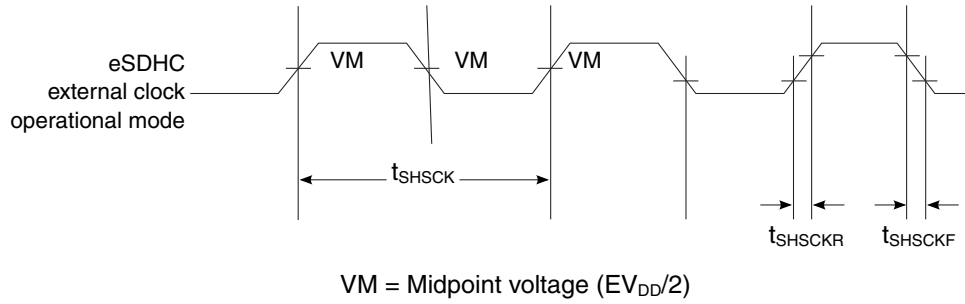 eSDHC
external clock
operational mode
VM VM VM
tSHSCK
tSHSCKR tSHSCKF
VM = Midpoint voltage (EVDD/2)